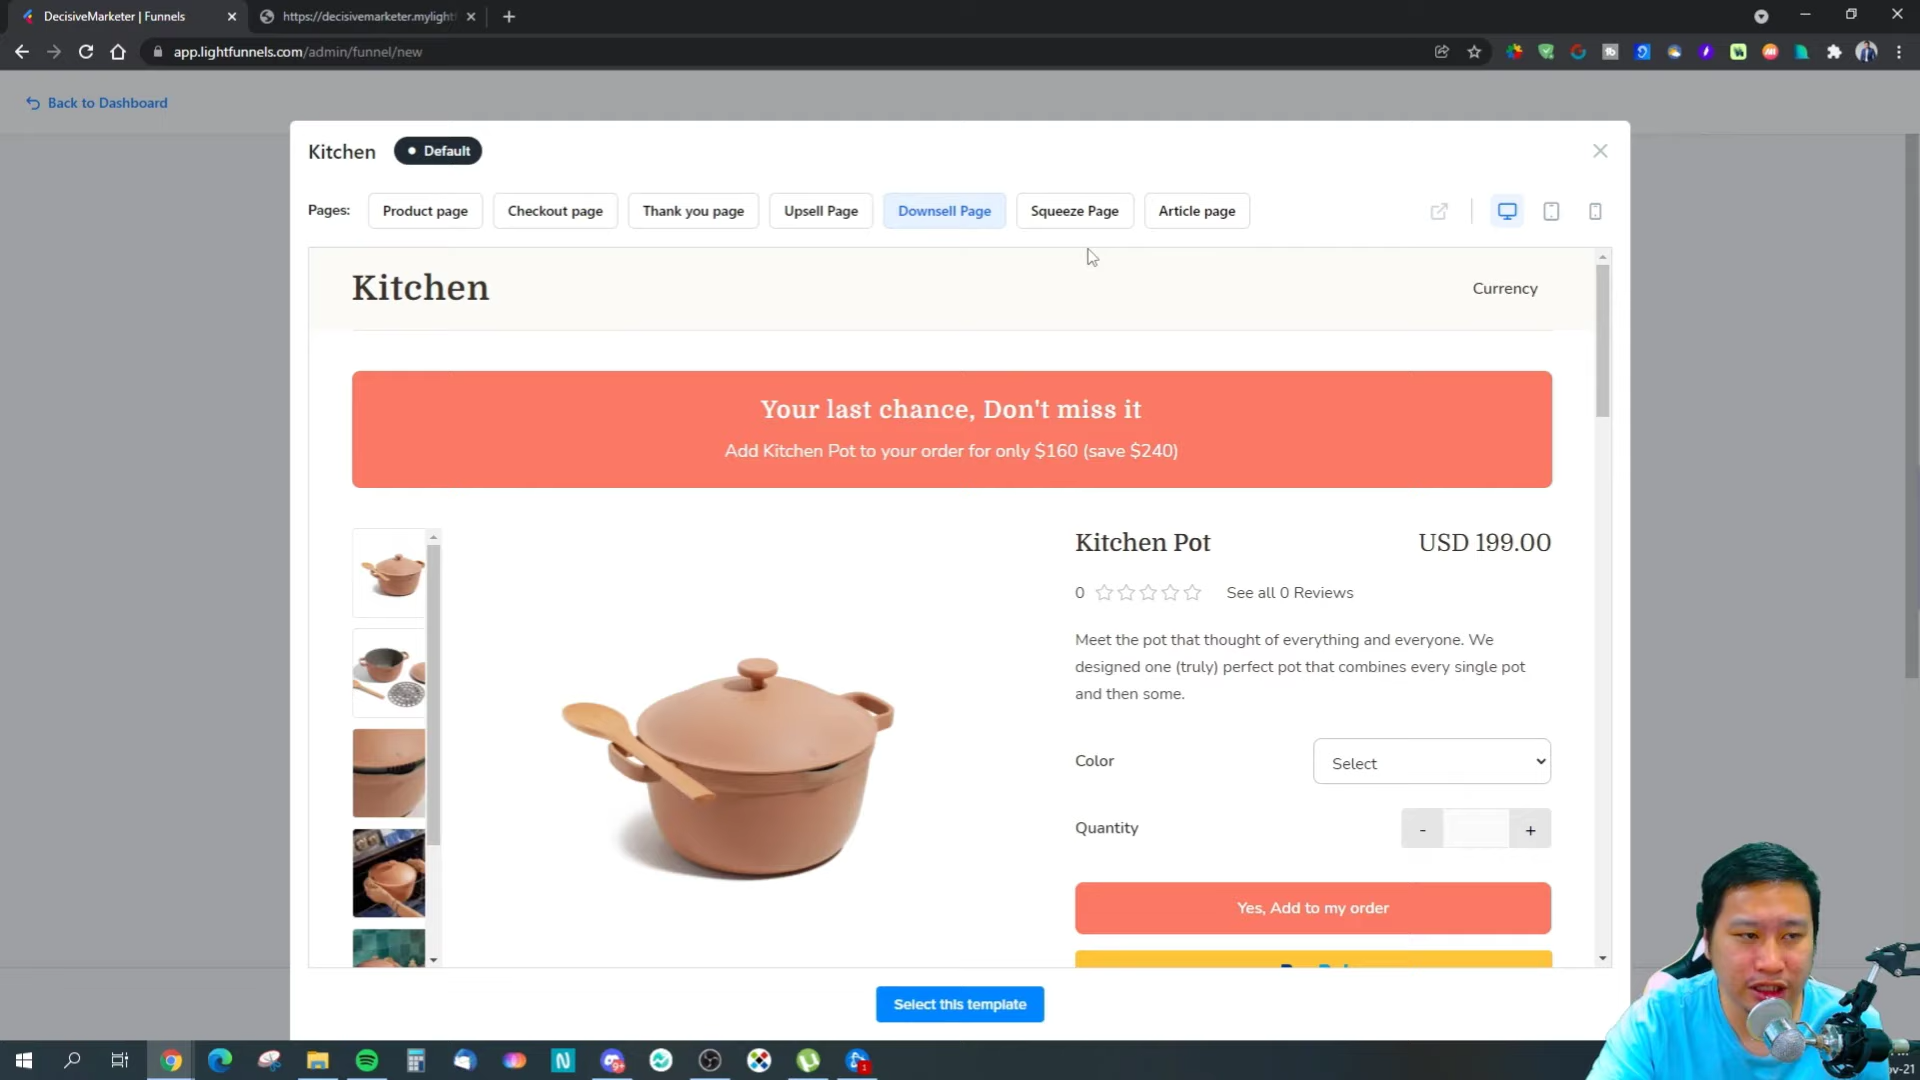 DecisiveMarketer | Funnels
https://decisivemarketer.mylight
app.lightfunnels.com/admin/funnel/new
Back to Dashboard
Kitchen
Default
Pages:
Product page
Checkout page
Thank you page
Upsell Page
Downsell Page
Squeeze Page
Article page
Kitchen
Currency
Your last chance, Don't miss it
Add Kitchen Pot to your order for only $160 (save $240)
Kitchen Pot
USD 199.00
0
See all 0 Reviews
Meet the pot that thought of everything and everyone. We
designed one (truly) perfect pot that combines every single pot
and then some.
Color
Select
Quantity
-
+
Yes, Add to my order
Select this template